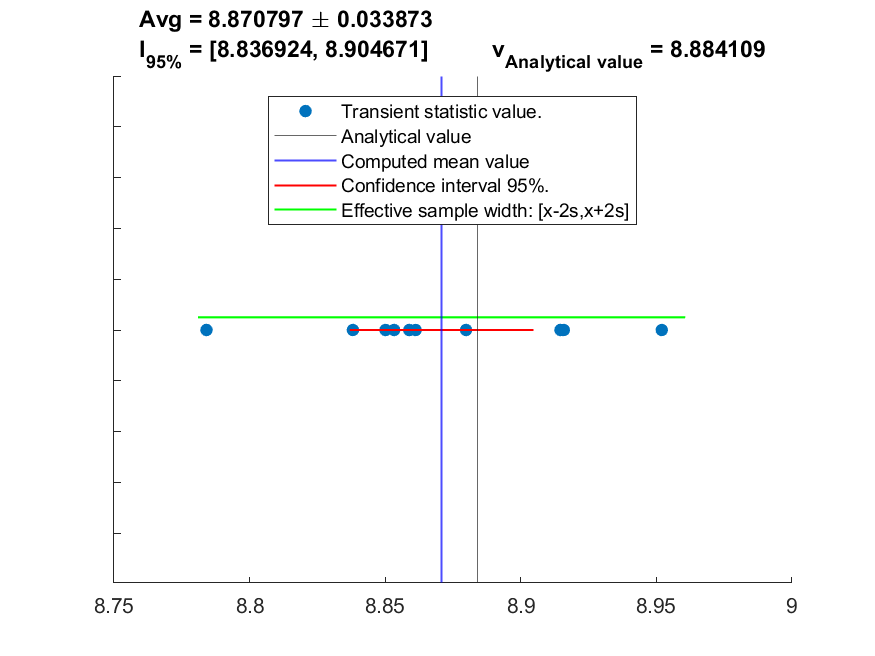 Avg = 8.870797 ± 0.033873
I95% = [8.836924, 8.904671] vAnalytical value = 8.884109
Transient statistic value.
Analytical value
Computed mean value
Confidence interval 95%.
Effective sample width: [x-2s,x+2s]
8.75 8.8 8.85 8.9 8.95 9